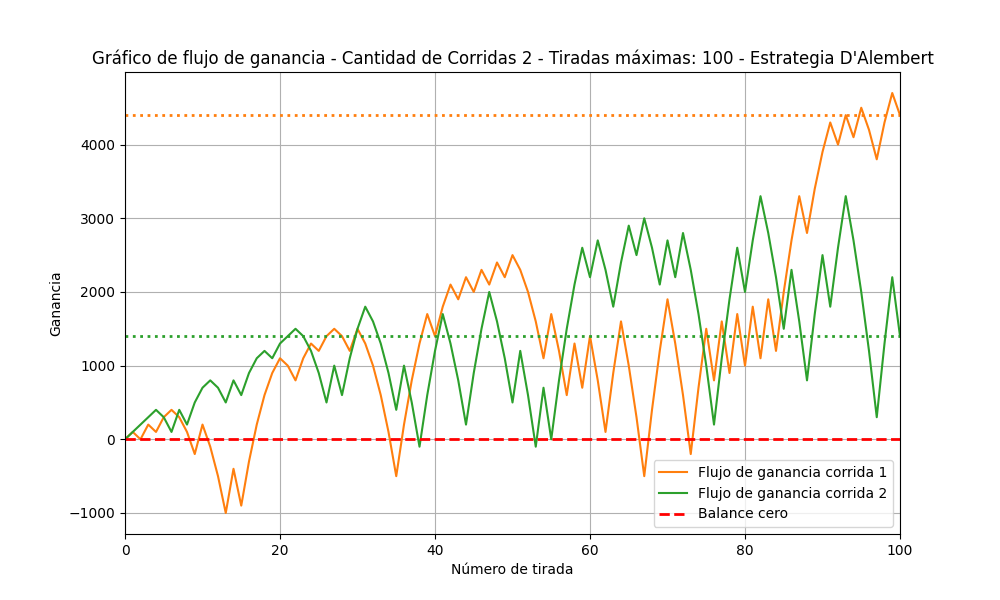 Gráfico de flujo de ganancia - Cantidad de Corridas 2 - Tiradas máximas: 100 - Estrategia D'Alembert
Ganancia
4000
3000
2000
1000
0
−1000
0 20 40 60 80 100
Número de tirada
Flujo de ganancia corrida 1
Flujo de ganancia corrida 2
Balance cero